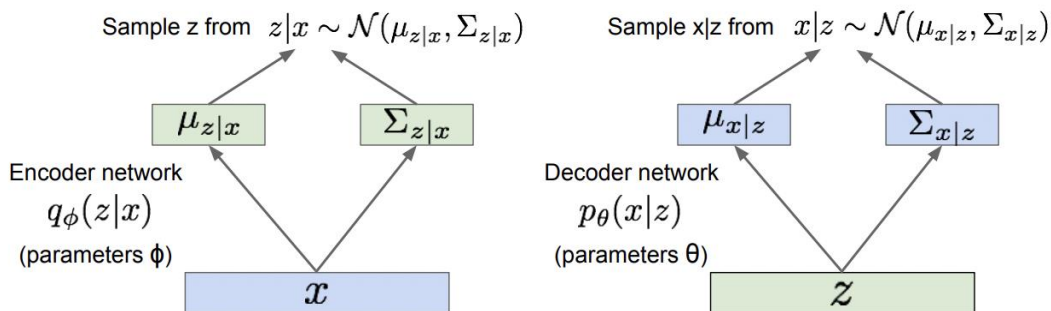 Sample z from z|x ∼ 𝒩(μ_{z|x}, Σ_{z|x})
μ_{z|x} Σ_{z|x}
Encoder network
q_ϕ(z|x)
(parameters ϕ)
x
Sample x|z from x|z ∼ 𝒩(μ_{x|z}, Σ_{x|z})
μ_{x|z} Σ_{x|z}
Decoder network
p_θ(x|z)
(parameters θ)
z